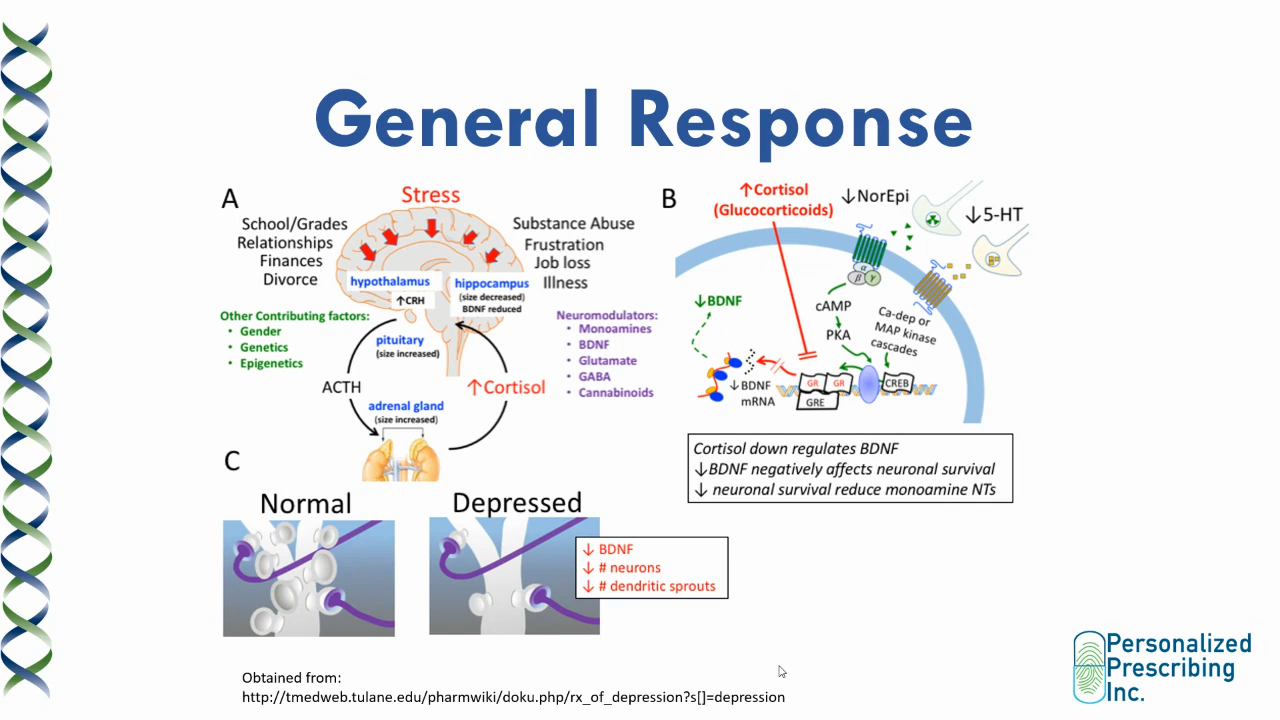 General Response
A
Stress
School/Grades
Relationships
Finances
Divorce
Substance Abuse
Frustration
Job loss
Illness
hypothalamus
↑CRH
hippocampus
(size decreased)
BDNF reduced
Other Contributing factors:
• Gender
• Genetics
• Epigenetics
pituitary
(size increased)
Neuromodulators:
• Monoamines
• BDNF
• Glutamate
• GABA
• Cannabinoids
ACTH
↑Cortisol
adrenal gland
(size increased)
B
↑Cortisol
(Glucocorticoids)
↓NorEpi
↓5-HT
α
β γ
↓BDNF
cAMP
PKA
Ca-dep or
MAP kinase
cascades
↓BDNF
mRNA
GR GR
GRE
CREB
Cortisol down regulates BDNF
↓BDNF negatively affects neuronal survival
↓ neuronal survival reduce monoamine NTs
C
Normal
Depressed
↓ BDNF
↓ # neurons
↓ # dendritic sprouts
Obtained from:
http://tmedweb.tulane.edu/pharmwiki/doku.php/rx_of_depression?s[]=depression
Personalized
Prescribing
Inc.